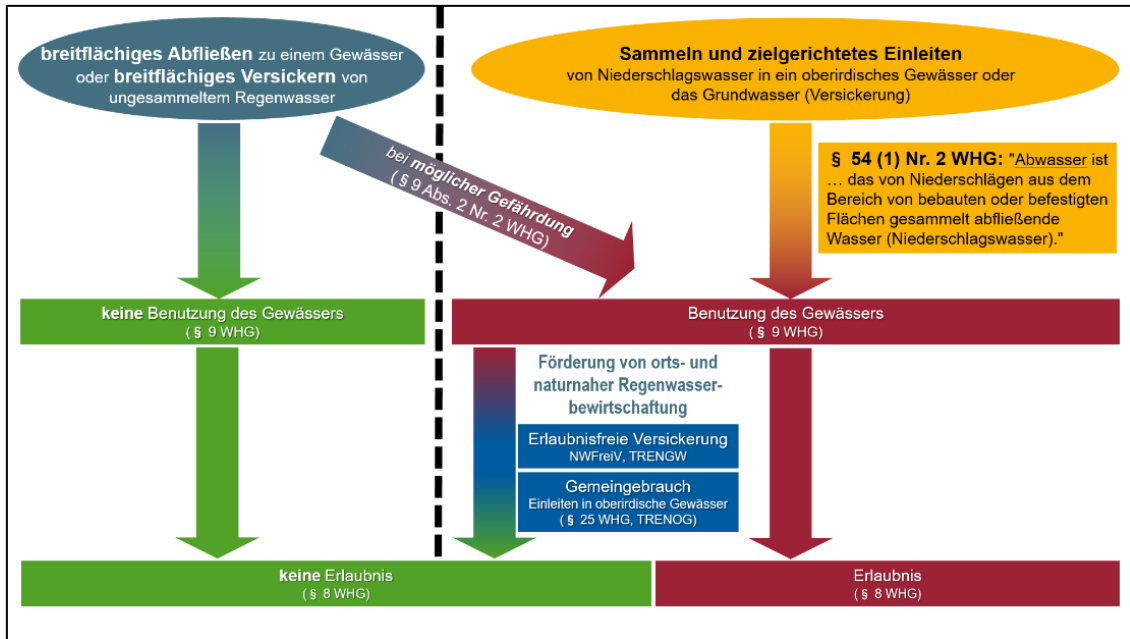 breitflächiges Abfließen zu einem Gewässer
oder breitflächiges Versickern von
ungesammeltem Regenwasser
Sammeln und zielgerichtetes Einleiten
von Niederschlagswasser in ein oberirdisches Gewässer oder
das Grundwasser (Versickerung)
bei möglicher Gefährdung
( § 9 Abs. 2 Nr. 2 WHG)
§ 54 (1) Nr. 2 WHG: "Abwasser ist
… das von Niederschlägen aus dem
Bereich von bebauten oder befestigten
Flächen gesammelt abfließende
Wasser (Niederschlagswasser)."
keine Benutzung des Gewässers
( § 9 WHG)
Benutzung des Gewässers
( § 9 WHG)
Förderung von orts- und
naturnaher Regenwasser-
bewirtschaftung
Erlaubnisfreie Versickerung
NWFreiV, TRENGW
Gemeingebrauch
Einleiten in oberirdische Gewässer
( § 25 WHG, TRENOG)
keine Erlaubnis
( § 8 WHG)
Erlaubnis
( § 8 WHG)